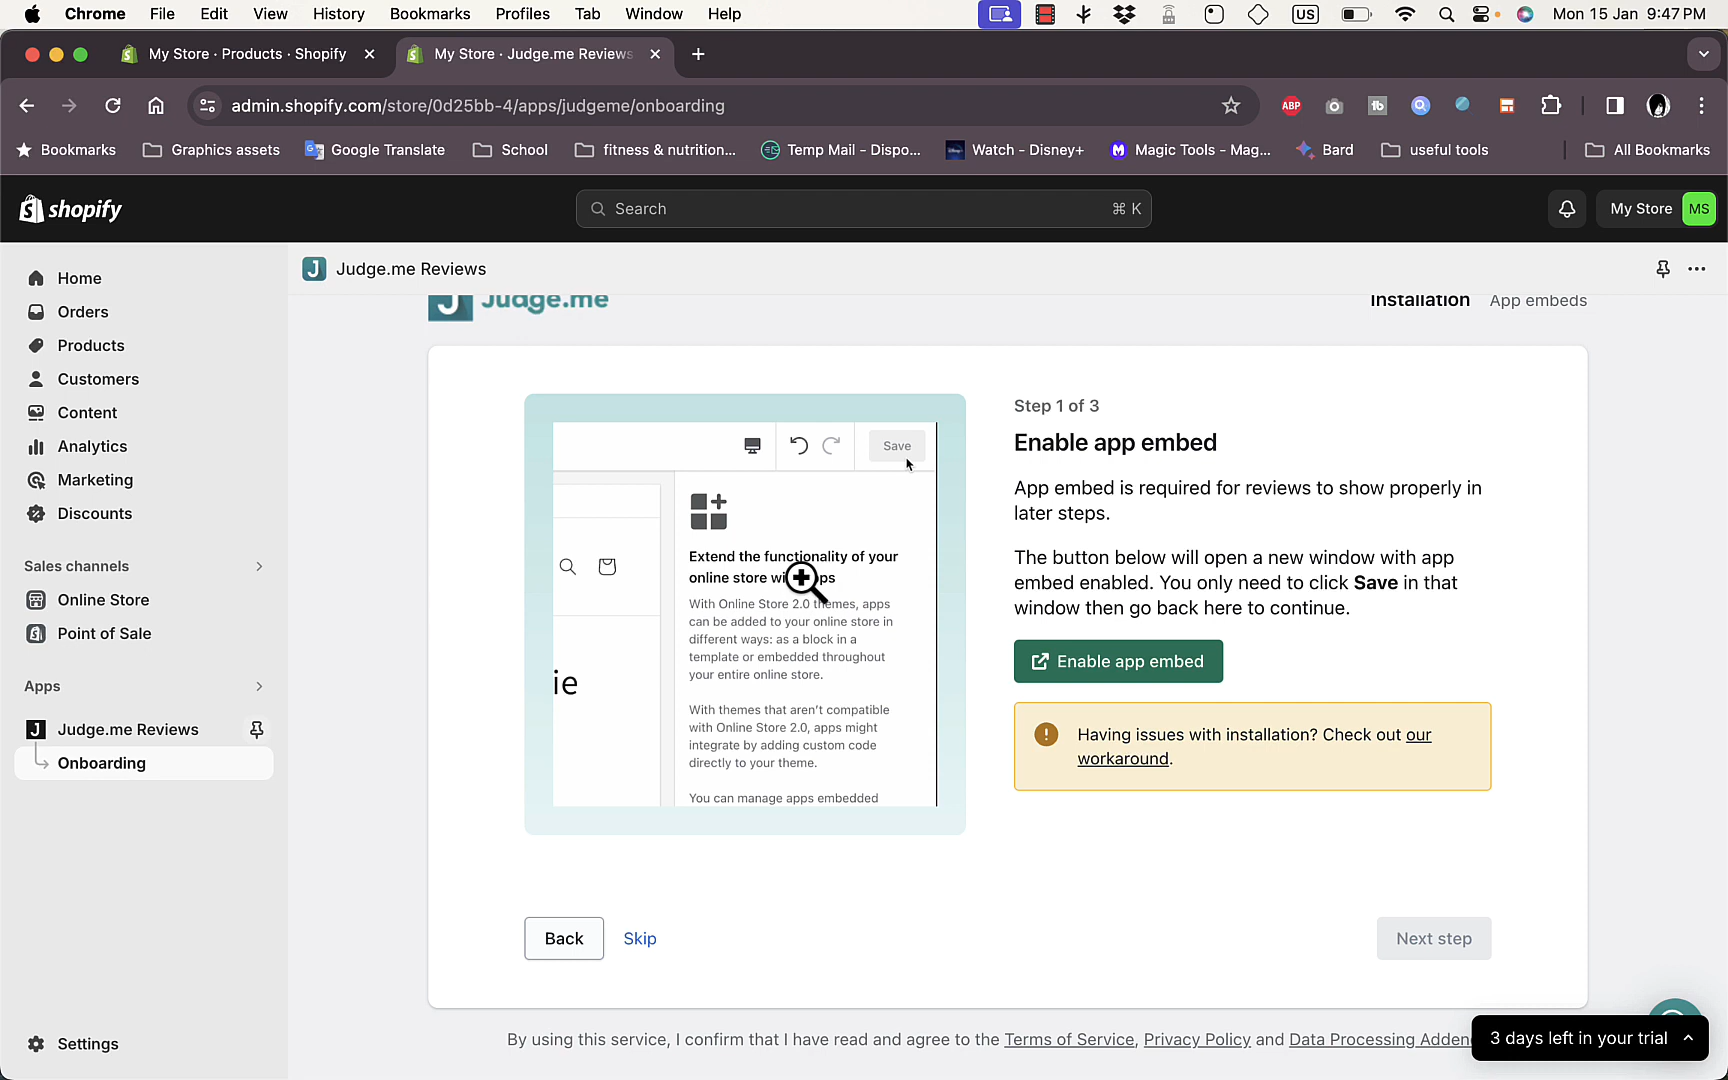 Chrome File Edit View History Bookmarks Profiles Tab Window Help US Mon 15 Jan 9:47 PM
My Store · Products · Shopify My Store · Judge.me Reviews
admin.shopify.com/store/0d25bb-4/apps/judgeme/onboarding ABP tb
Bookmarks Graphics assets Google Translate School fitness & nutrition... Temp Mail - Dispo... Watch - Disney+ Magic Tools - Mag... Bard useful tools All Bookmarks
shopify Search ⌘ K My Store MS
Home
Orders
Products
Customers
Content
Analytics
Marketing
Discounts
Sales channels
Online Store
Point of Sale
Apps
Judge.me Reviews
Onboarding
Settings
J Judge.me Reviews
J Judge.me Installation App embeds
Save
Extend the functionality of your
online store wi ps
With Online Store 2.0 themes, apps
can be added to your online store in
different ways: as a block in a
template or embedded throughout
your entire online store.
With themes that aren't compatible
with Online Store 2.0, apps might
integrate by adding custom code
directly to your theme.
You can manage apps embedded
ie
Step 1 of 3
Enable app embed
App embed is required for reviews to show properly in
later steps.
The button below will open a new window with app
embed enabled. You only need to click Save in that
window then go back here to continue.
Enable app embed
Having issues with installation? Check out our
workaround.
Back Skip Next step
By using this service, I confirm that I have read and agree to the Terms of Service, Privacy Policy and Data Processing Adden
3 days left in your trial